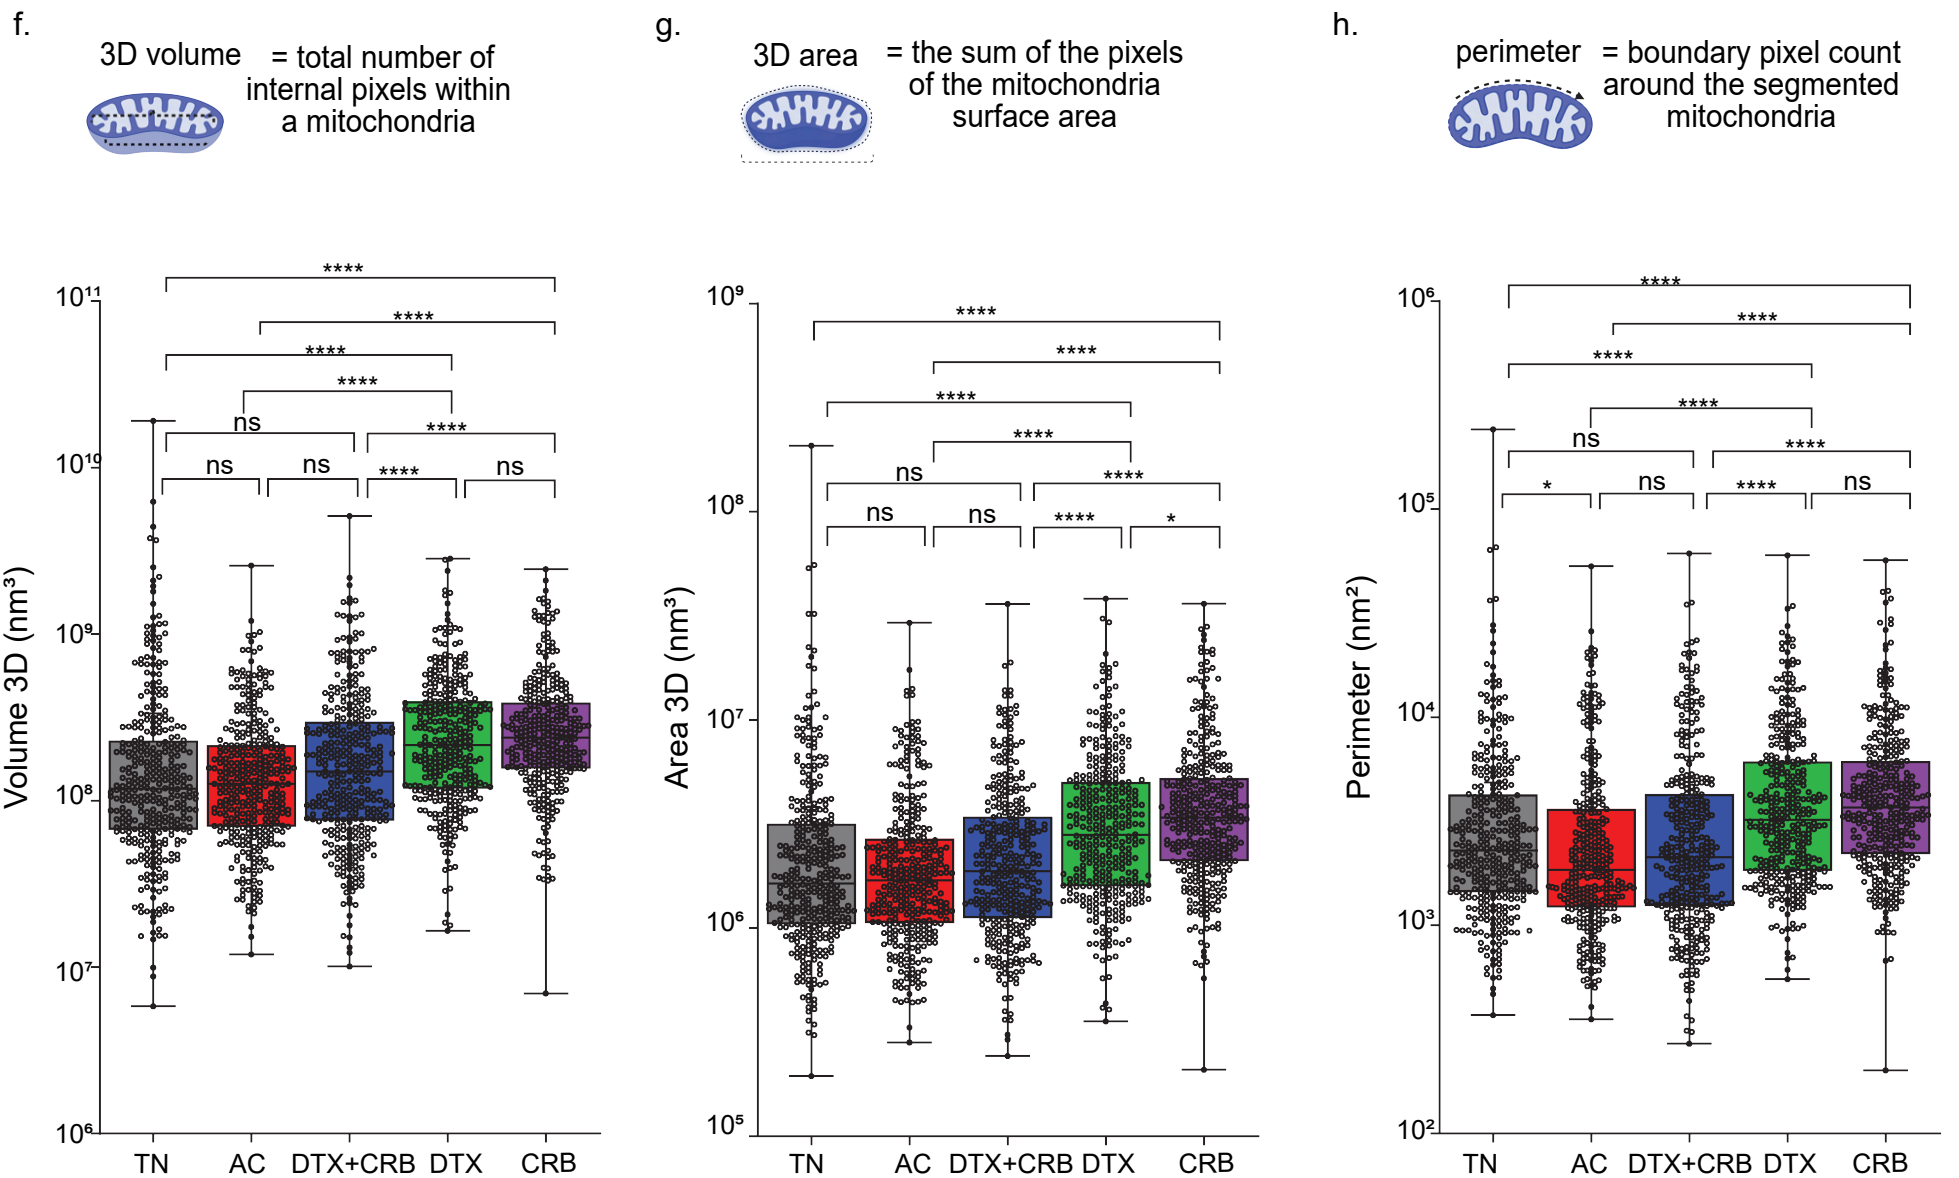 f.
3D volume = total number of
internal pixels within
a mitochondria
g.
3D area = the sum of the pixels
of the mitochondria
surface area
h.
perimeter = boundary pixel count
around the segmented
mitochondria
Volume 3D (nm³)
10¹¹
10¹⁰
10⁹
10⁸
10⁷
10⁶
****
****
****
****
ns
****
ns
ns
****
ns
TN AC DTX+CRB DTX CRB
Area 3D (nm³)
10⁹
10⁸
10⁷
10⁶
10⁵
****
****
****
****
ns
****
ns
ns
****
*
TN AC DTX+CRB DTX CRB
Perimeter (nm²)
10⁶
10⁵
10⁴
10³
10²
****
****
****
****
ns
****
*
ns
****
ns
TN AC DTX+CRB DTX CRB